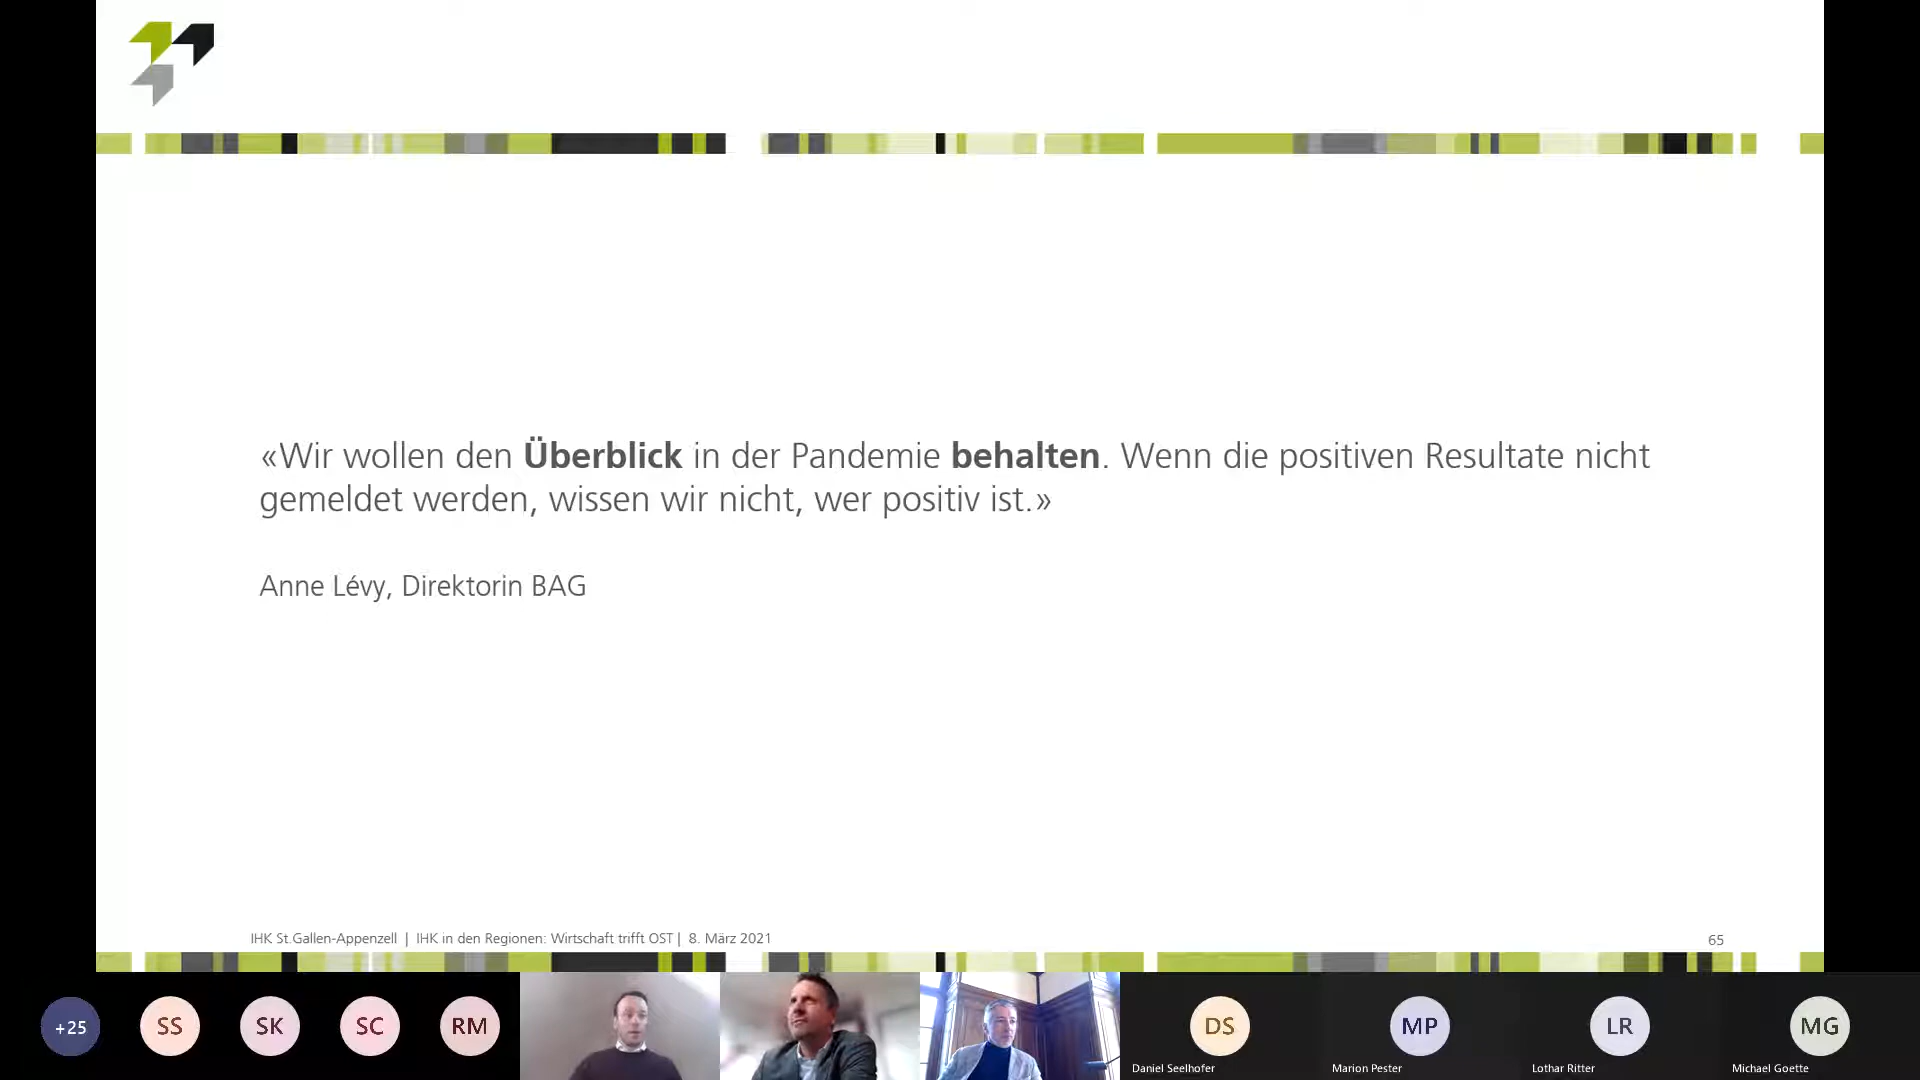 «Wir wollen den Überblick in der Pandemie behalten. Wenn die positiven Resultate nicht
gemeldet werden, wissen wir nicht, wer positiv ist.»
Anne Lévy, Direktorin BAG
IHK St.Gallen-Appenzell | IHK in den Regionen: Wirtschaft trifft OST | 8. März 2021
65
+25
SS
SK
SC
RM
DS
MP
LR
MG
Daniel Seelhofer
Marion Pester
Lothar Ritter
Michael Goette